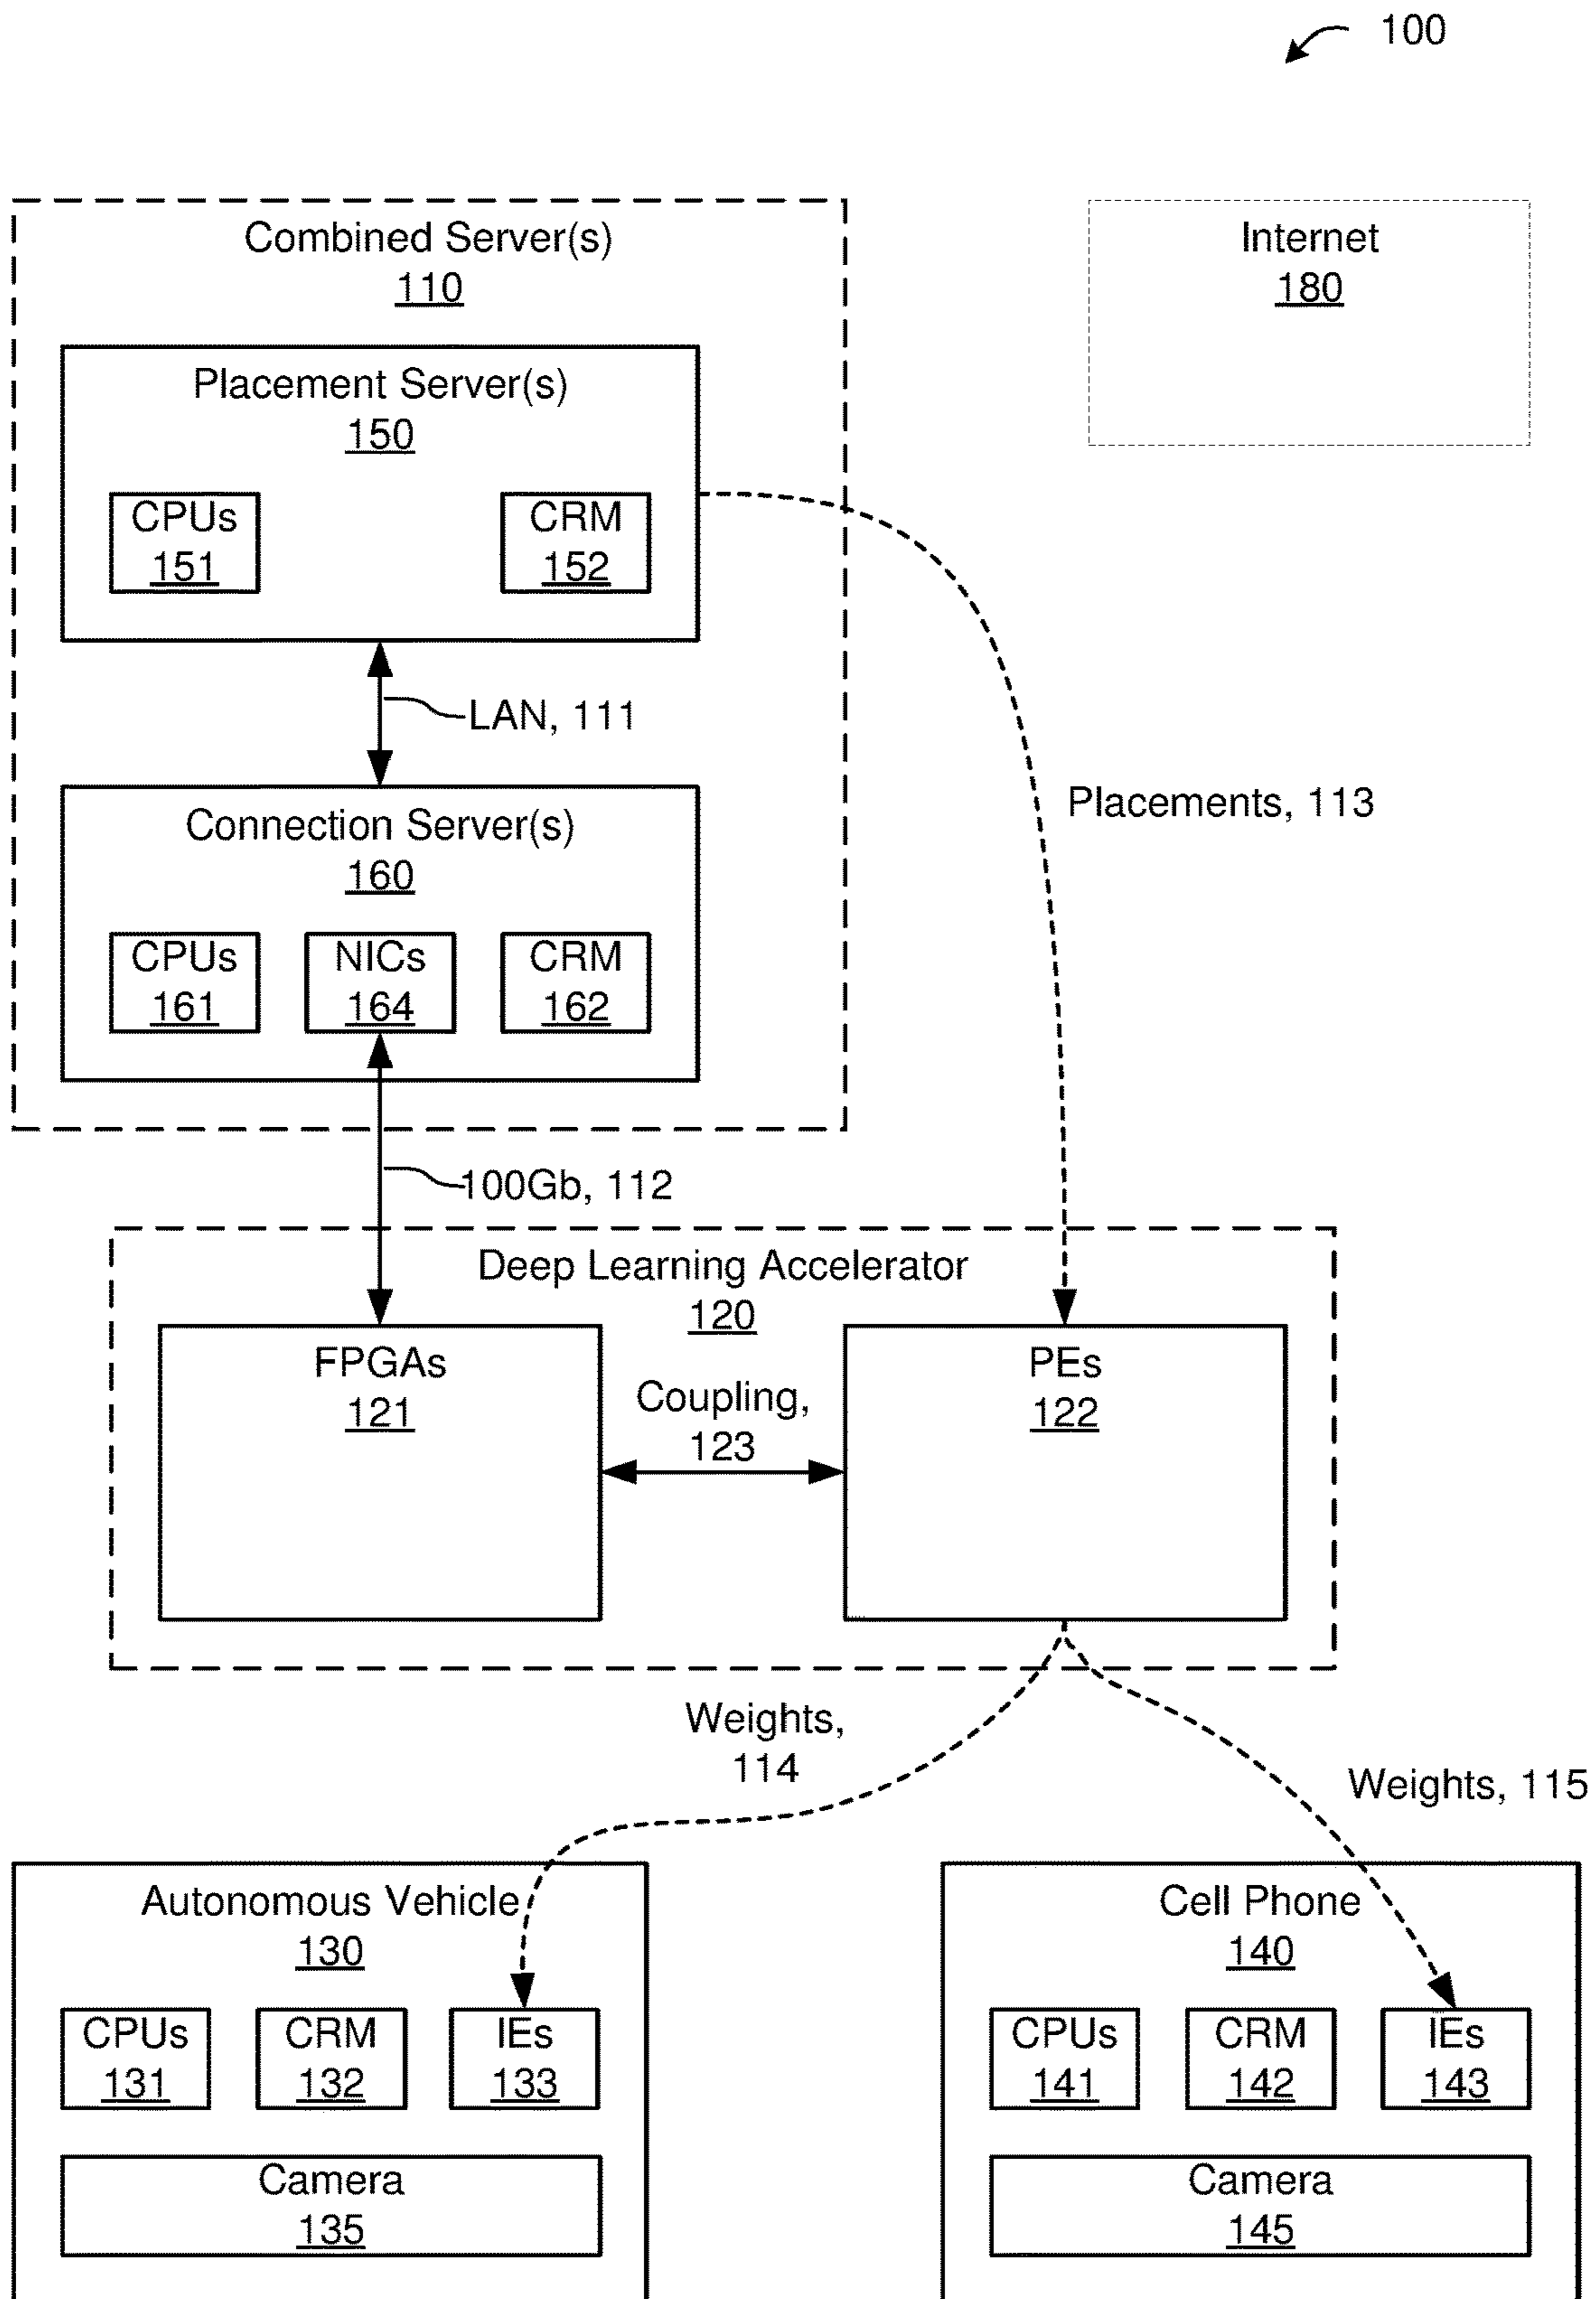 100
Combined Server(s)
110
Internet
180
Placement Server(s)
150
CPUs
151
CRM
152
LAN, 111
Placements, 113
Connection Server(s)
160
CPUs
161
NICs
164
CRM
162
100Gb, 112
Deep Learning Accelerator
120
FPGAs
121
Coupling,
123
PEs
122
Weights,
114
Weights, 115
Autonomous Vehicle
130
CPUs
131
CRM
132
IEs
133
Camera
135
Cell Phone
140
CPUs
141
CRM
142
IEs
143
Camera
145